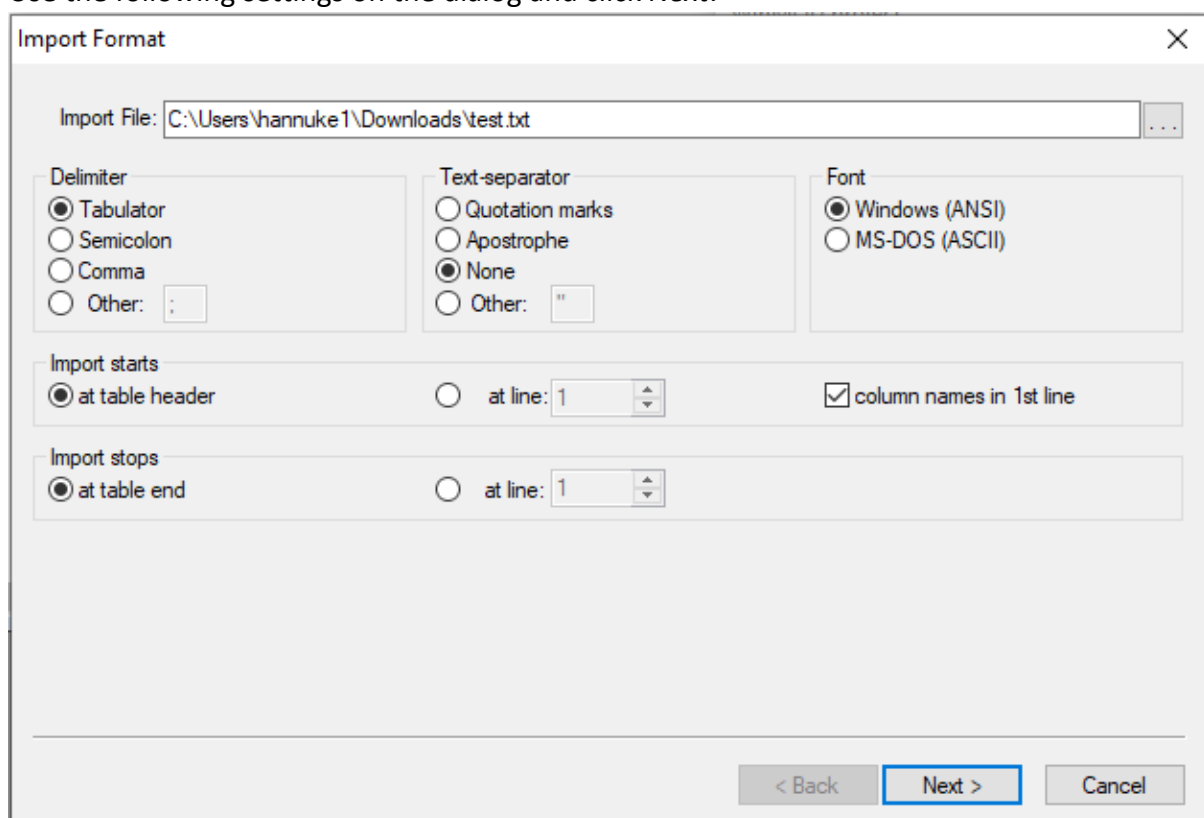 Import Format
Import File: C:\Users\hannuke1\Downloads\test.txt ...
Delimiter Text-separator Font
Tabulator Quotation marks Windows (ANSI)
Semicolon Apostrophe MS-DOS (ASCII)
Comma None
Other: ; Other: "
Import starts
at table header at line: 1 column names in 1st line
Import stops
at table end at line: 1
< Back Next > Cancel